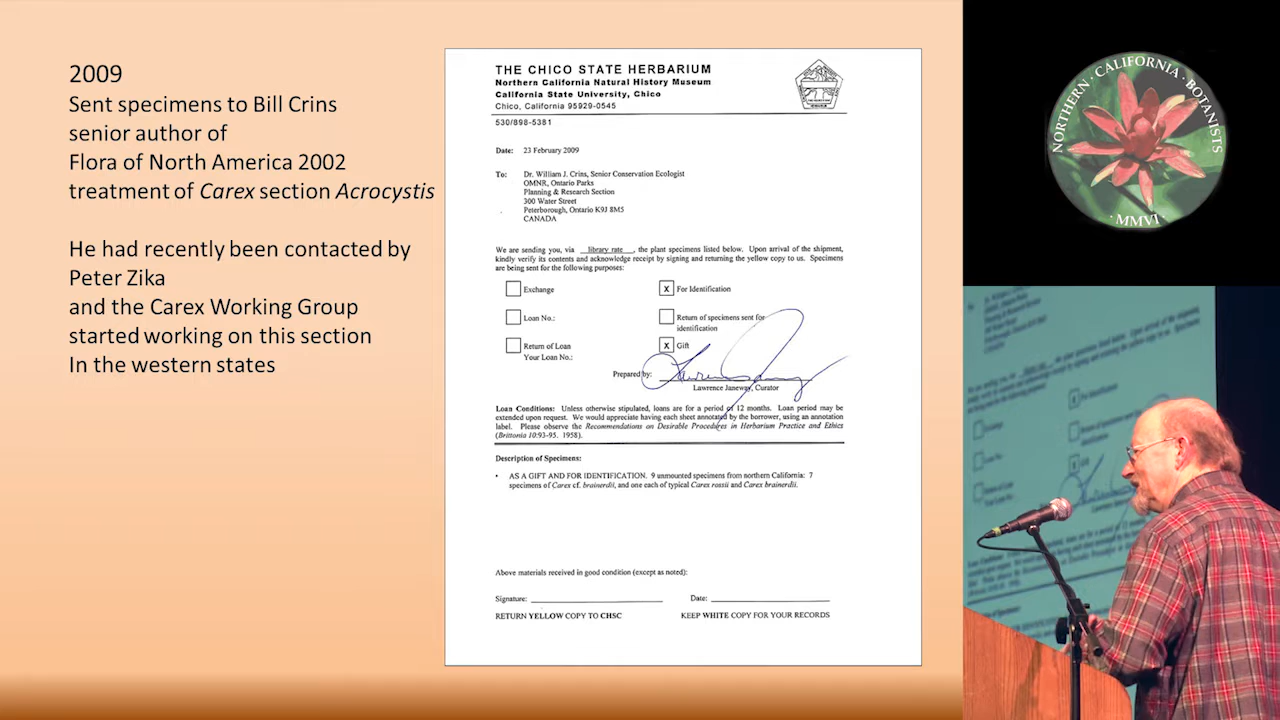 2009
Sent specimens to Bill Crins
senior author of
Flora of North America 2002
treatment of Carex section Acrocystis
He had recently been contacted by
Peter Zika
and the Carex Working Group
started working on this section
In the western states
THE CHICO STATE HERBARIUM
Northern California Natural History Museum
California State University, Chico
Chico, California 95929-0545
530/898-5381
Date: 23 February 2009
To: Dr. William J. Crins, Senior Conservation Ecologist
OMNR, Ontario Parks
Planning & Research Section
300 Water Street
Peterborough, Ontario K9J 8M5
CANADA
We are sending you, via library rate, the plant specimens listed below. Upon arrival of the shipment,
kindly verify its contents and acknowledge receipt by signing and returning the yellow copy to us. Specimens
are being sent for the following purposes:
Exchange
X For Identification
Loan No.:
Return of specimens sent for
identification
Return of Loan
Your Loan No.:
X Gift
Prepared by:
Lawrence Janeway, Curator
Loan Conditions: Unless otherwise stipulated, loans are for a period of 12 months. Loan period may be
extended upon request. We would appreciate having each sheet annotated by the borrower, using an annotation
label. Please observe the Recommendations on Desirable Procedures in Herbarium Practice and Ethics
(Brittonia 10:93-95. 1958).
Description of Specimens:
• AS A GIFT AND FOR IDENTIFICATION. 9 unmounted specimens from northern California: 7
specimens of Carex cf. brainerdii, and one each of typical Carex rossii and Carex brainerdii.
Above materials received in good condition (except as noted):
Signature: Date:
RETURN YELLOW COPY TO CHSC KEEP WHITE COPY FOR YOUR RECORDS
NORTHERN · CALIFORNIA · BOTANISTS
· MMVI ·